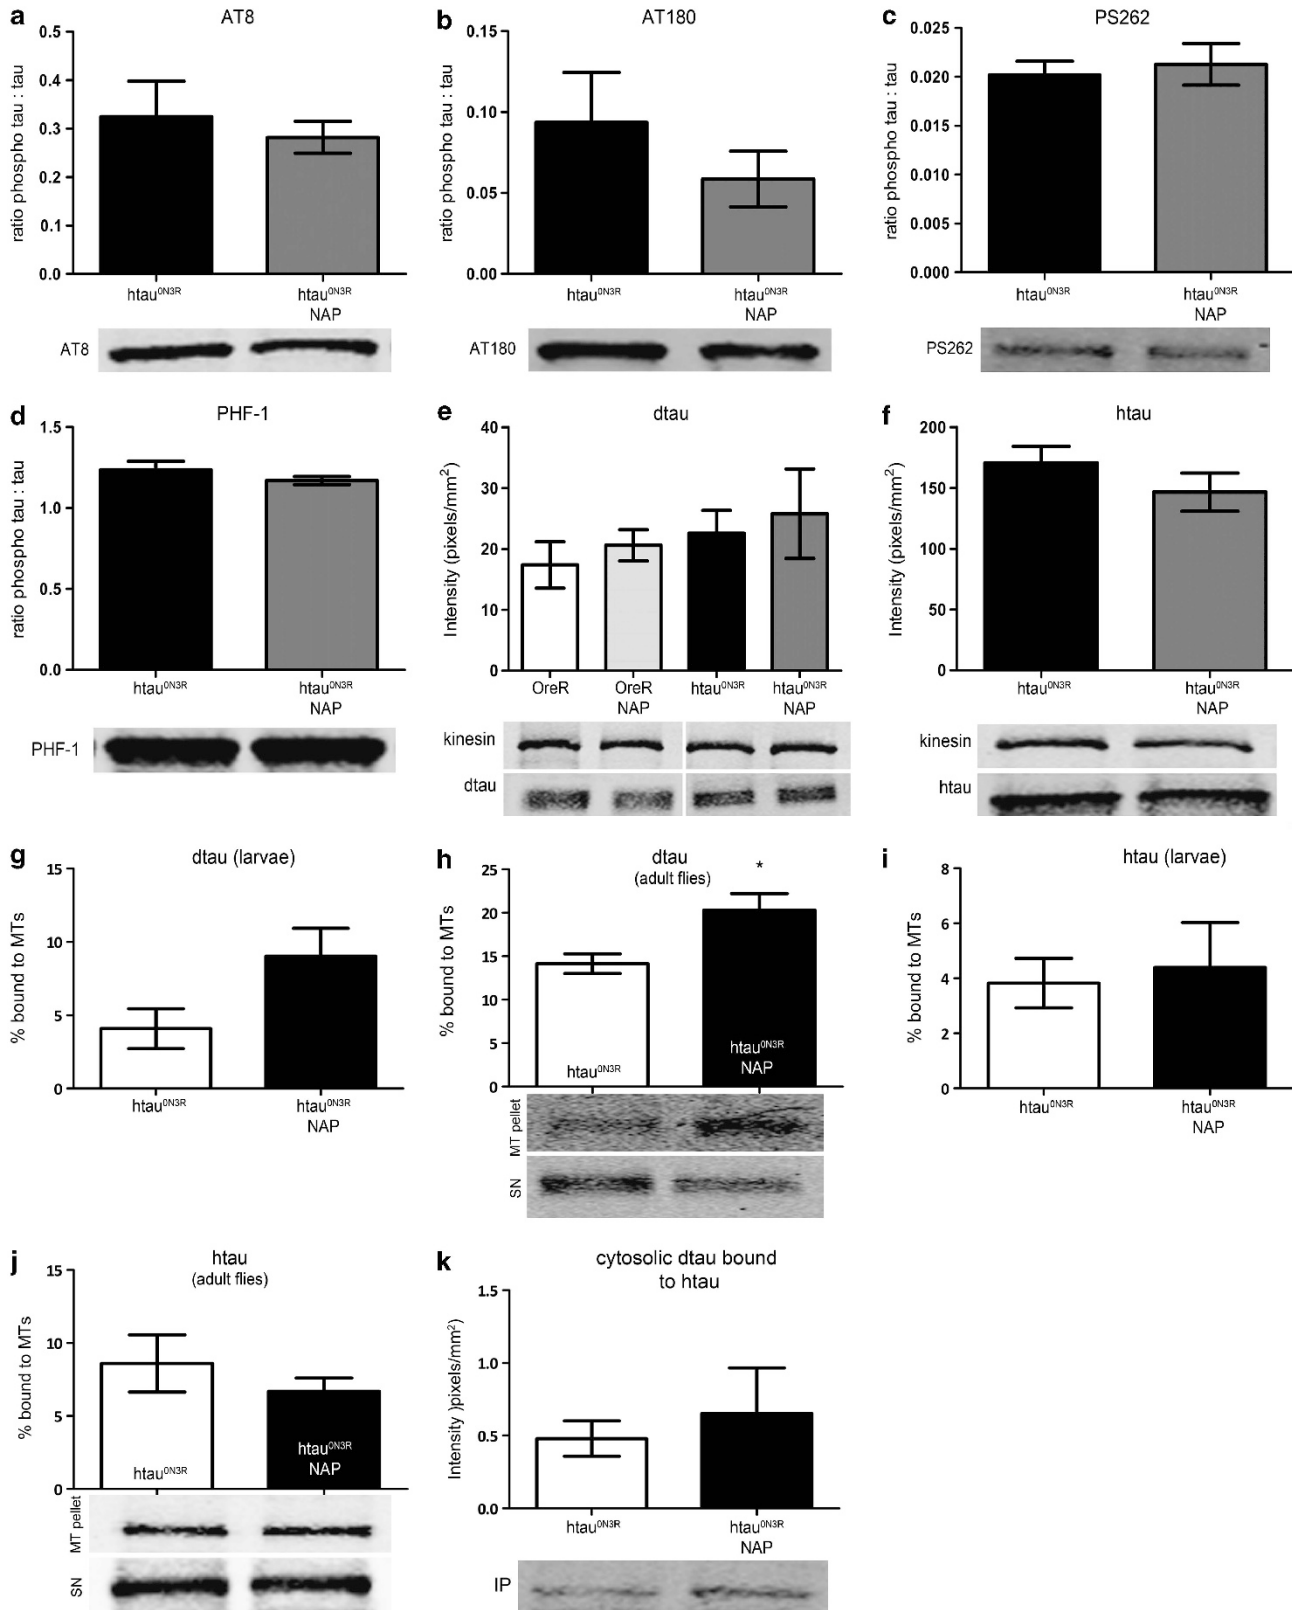 a
AT8
ratio phospho tau : tau
0.5
0.4
0.3
0.2
0.1
0.0
htau0N3R
htau0N3R
NAP
AT8
b
AT180
ratio phospho tau : tau
0.15
0.10
0.05
0.00
htau0N3R
htau0N3R
NAP
AT180
c
PS262
ratio phospho tau : tau
0.025
0.020
0.015
0.010
0.005
0.000
htau0N3R
htau0N3R
NAP
PS262
d
PHF-1
ratio phospho tau : tau
1.5
1.0
0.5
0.0
htau0N3R
htau0N3R
NAP
PHF-1
e
dtau
Intensity (pixels/mm2)
40
30
20
10
0
OreR
OreR
NAP
htau0N3R
htau0N3R
NAP
kinesin
dtau
f
htau
Intensity (pixels/mm2)
200
150
100
50
0
htau0N3R
htau0N3R
NAP
kinesin
htau
g
dtau (larvae)
% bound to MTs
15
10
5
0
htau0N3R
htau0N3R
NAP
h
dtau
(adult flies)
*
% bound to MTs
25
20
15
10
5
0
htau0N3R
htau0N3R
NAP
MT pellet
SN
i
htau (larvae)
% bound to MTs
8
6
4
2
0
htau0N3R
htau0N3R
NAP
j
htau
(adult flies)
% bound to MTs
15
10
5
0
htau0N3R
htau0N3R
NAP
MT pellet
SN
k
cytosolic dtau bound
to htau
Intensity )pixels/mm2)
1.5
1.0
0.5
0.0
htau0N3R
htau0N3R
NAP
IP